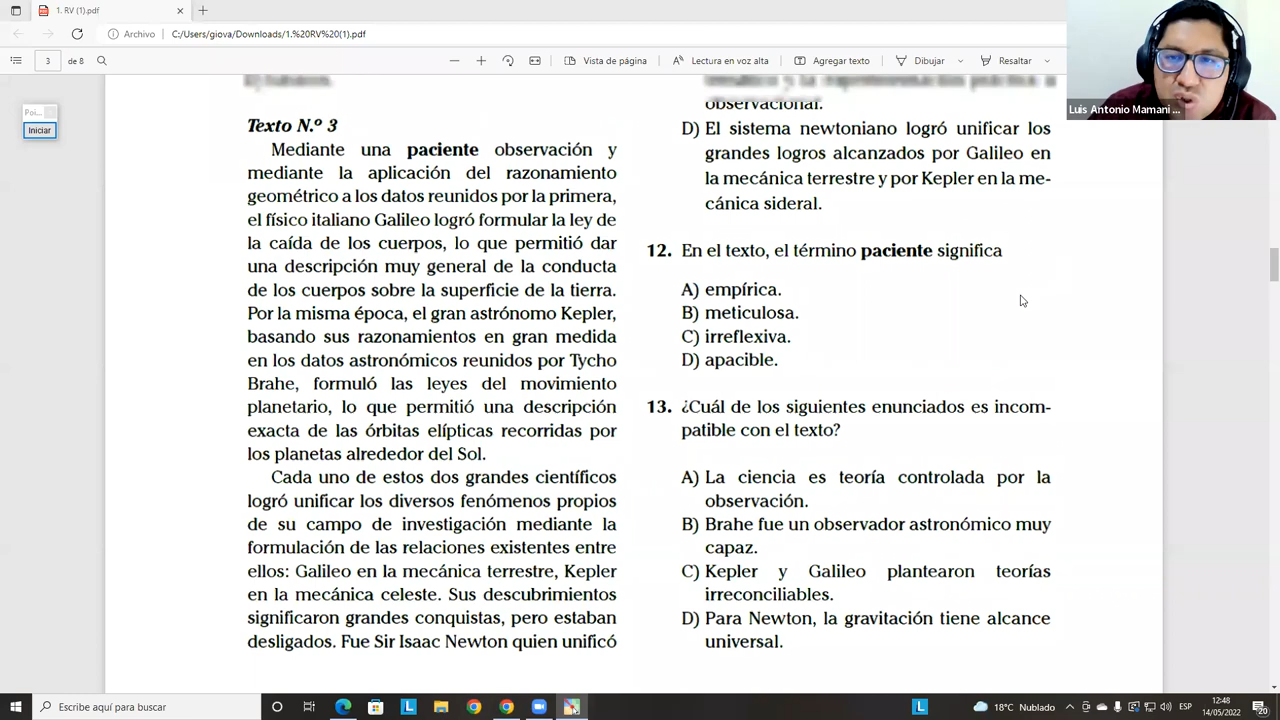 1. RV (1).pdf
Archivo
C:/Users/giova/Downloads/1.%20RV%20(1).pdf
3
de 8
Vista de página
Lectura en voz alta
Agregar texto
Dibujar
Resaltar
Luis Antonio Mamani ...
Poi...
Iniciar
Texto N.º 3
Mediante una paciente observación y
mediante la aplicación del razonamiento
geométrico a los datos reunidos por la primera,
el físico italiano Galileo logró formular la ley de
la caída de los cuerpos, lo que permitió dar
una descripción muy general de la conducta
de los cuerpos sobre la superficie de la tierra.
Por la misma época, el gran astrónomo Kepler,
basando sus razonamientos en gran medida
en los datos astronómicos reunidos por Tycho
Brahe, formuló las leyes del movimiento
planetario, lo que permitió una descripción
exacta de las órbitas elípticas recorridas por
los planetas alrededor del Sol.
Cada uno de estos dos grandes científicos
logró unificar los diversos fenómenos propios
de su campo de investigación mediante la
formulación de las relaciones existentes entre
ellos: Galileo en la mecánica terrestre, Kepler
en la mecánica celeste. Sus descubrimientos
significaron grandes conquistas, pero estaban
desligados. Fue Sir Isaac Newton quien unificó
observacional.
D) El sistema newtoniano logró unificar los
grandes logros alcanzados por Galileo en
la mecánica terrestre y por Kepler en la me-
cánica sideral.
12. En el texto, el término paciente significa
A) empírica.
B) meticulosa.
C) irreflexiva.
D) apacible.
13. ¿Cuál de los siguientes enunciados es incom-
patible con el texto?
A) La ciencia es teoría controlada por la
observación.
B) Brahe fue un observador astronómico muy
capaz.
C) Kepler y Galileo plantearon teorías
irreconciliables.
D) Para Newton, la gravitación tiene alcance
universal.
Escribe aquí para buscar
18°C Nublado
ESP
12:48
14/05/2022
20